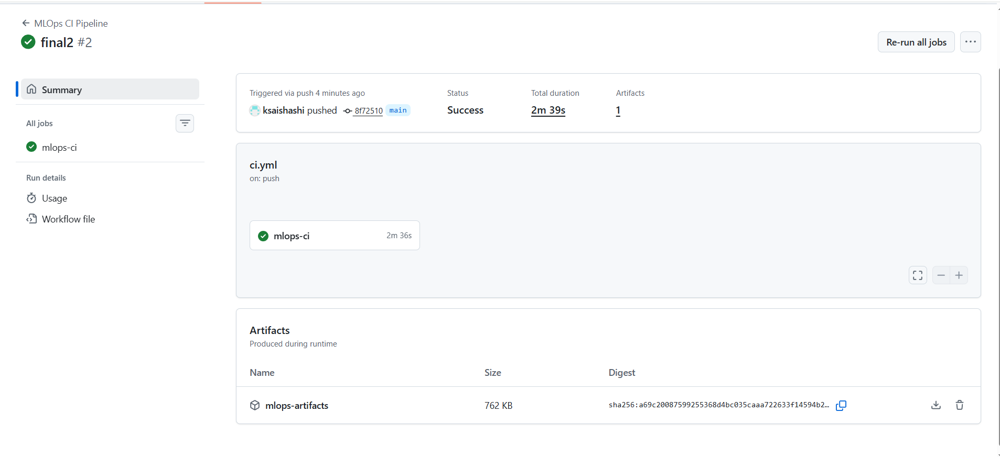 MLOps CI Pipeline
final2 #2
Re-run all jobs
Summary
All jobs
mlops-ci
Run details
Usage
Workflow file
Triggered via push 4 minutes ago
ksaishashi pushed 8f72510 main
Status
Success
Total duration
2m 39s
Artifacts
1
ci.yml
on: push
mlops-ci 2m 36s
Artifacts
Produced during runtime
Name Size Digest
mlops-artifacts 762 KB sha256:a69c20087599255368d4bc035caaa722633f14594b2…